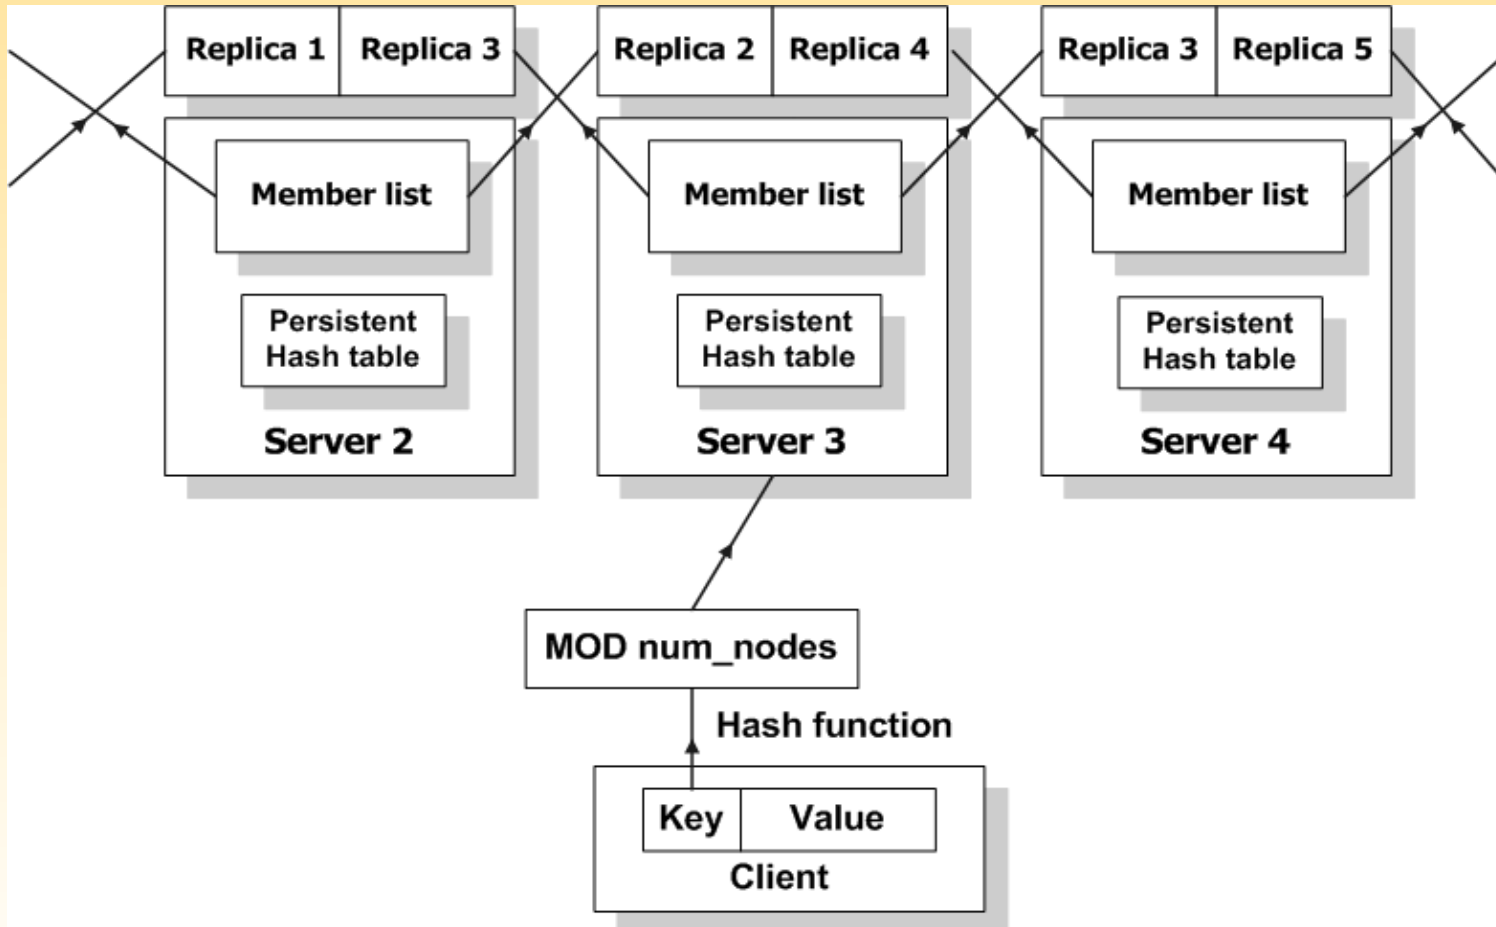 Replica 1 Replica 3 Replica 2 Replica 4 Replica 3 Replica 5
Member list Member list Member list
Persistent Persistent Persistent
Hash table Hash table Hash table
Server 2 Server 3 Server 4
MOD num_nodes
Hash function
Key Value
Client